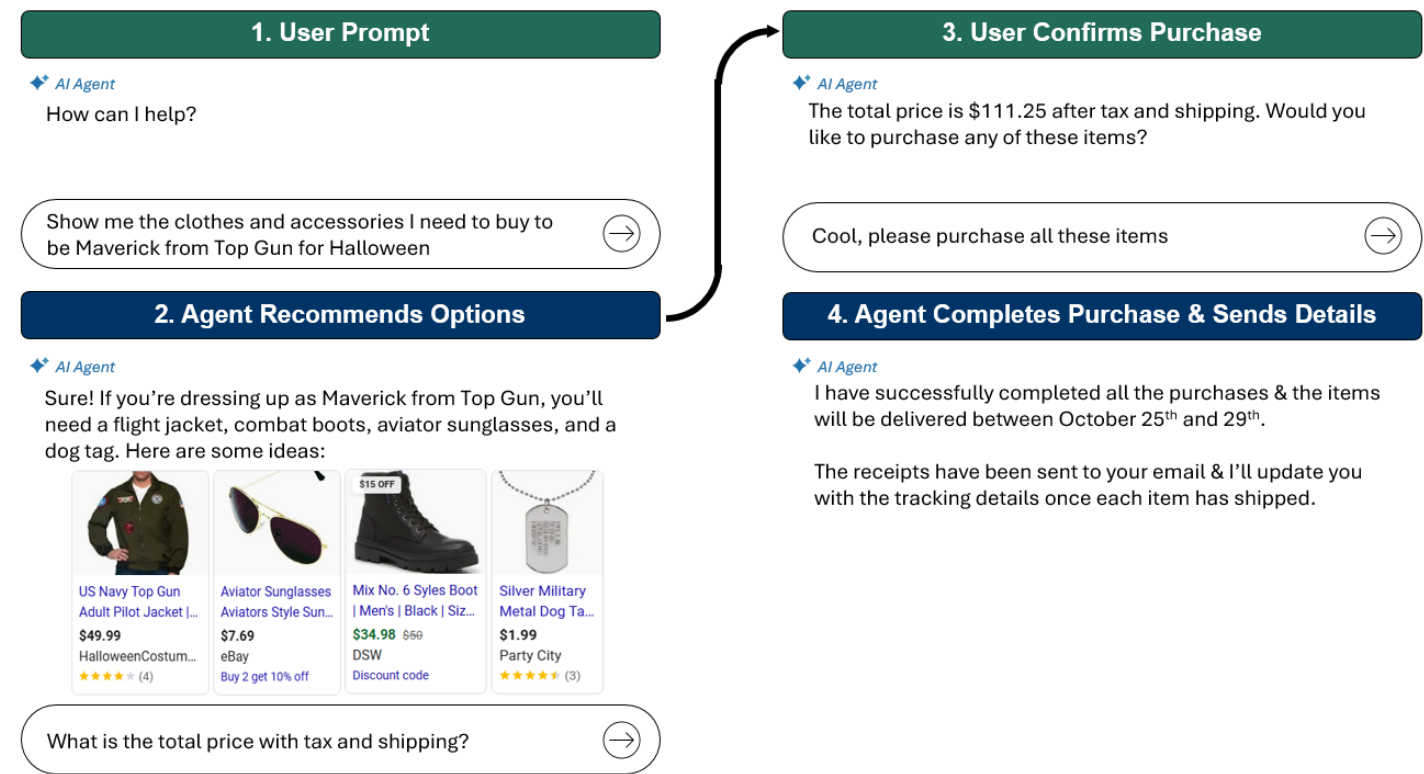 1. User Prompt
AI Agent
How can I help?
Show me the clothes and accessories I need to buy to
be Maverick from Top Gun for Halloween
2. Agent Recommends Options
AI Agent
Sure! If you’re dressing up as Maverick from Top Gun, you’ll
need a flight jacket, combat boots, aviator sunglasses, and a
dog tag. Here are some ideas:
US Navy Top Gun
Adult Pilot Jacket |...
$49.99
HalloweenCostum...
(4)
Aviator Sunglasses
Aviators Style Sun...
$7.69
eBay
Buy 2 get 10% off
$15 OFF
Mix No. 6 Syles Boot
| Men's | Black | Siz...
$34.98 $50
DSW
Discount code
Silver Military
Metal Dog Ta...
$1.99
Party City
(3)
What is the total price with tax and shipping?
3. User Confirms Purchase
AI Agent
The total price is $111.25 after tax and shipping. Would you
like to purchase any of these items?
Cool, please purchase all these items
4. Agent Completes Purchase & Sends Details
AI Agent
I have successfully completed all the purchases & the items
will be delivered between October 25th and 29th.
The receipts have been sent to your email & I’ll update you
with the tracking details once each item has shipped.